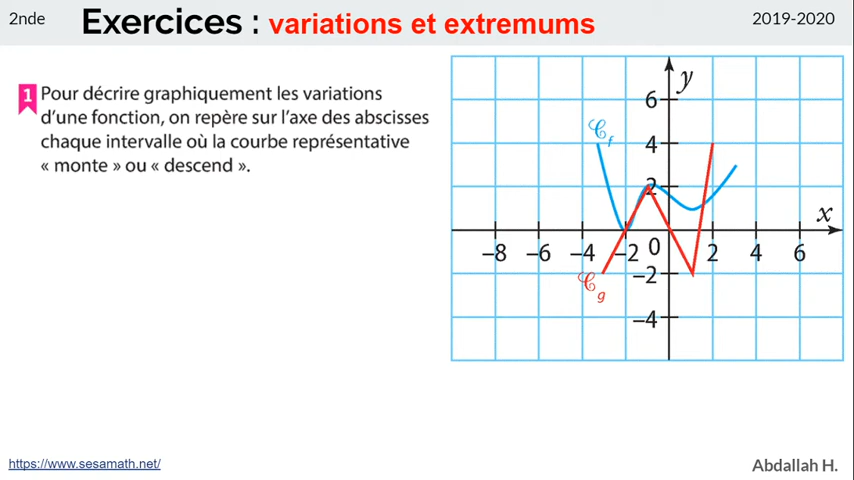 2nde
Exercices : variations et extremums
2019-2020
1 Pour décrire graphiquement les variations
d'une fonction, on repère sur l'axe des abscisses
chaque intervalle où la courbe représentative
« monte » ou « descend ».
y
6
𝒞f
4
2
x
–8 –6 –4 –2 0 2 4 6
–2
𝒞g
–4
https://www.sesamath.net/
Abdallah H.